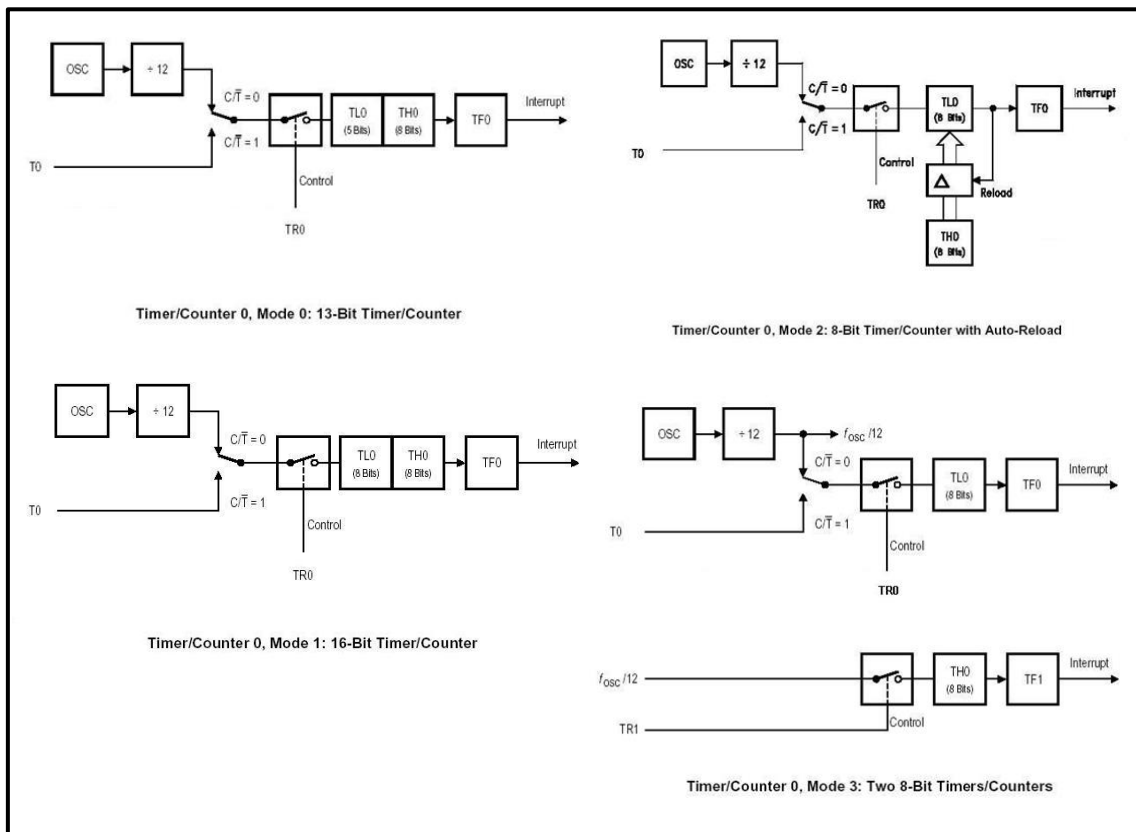 OSC
÷ 12
C/T̅ = 0
C/T̅ = 1
T0
TL0
(5 Bits)
TH0
(8 Bits)
TF0
Interrupt
Control
TR0
Timer/Counter 0, Mode 0: 13-Bit Timer/Counter
OSC
÷ 12
C/T̅ = 0
C/T̅ = 1
T0
TL0
(8 Bits)
TF0
Interrupt
Control
TR0
Reload
TH0
(8 Bits)
Timer/Counter 0, Mode 2: 8-Bit Timer/Counter with Auto-Reload
OSC
÷ 12
C/T̅ = 0
C/T̅ = 1
T0
TL0
(8 Bits)
TH0
(8 Bits)
TF0
Interrupt
Control
TR0
Timer/Counter 0, Mode 1: 16-Bit Timer/Counter
OSC
÷ 12
fOSC /12
C/T̅ = 0
C/T̅ = 1
T0
TL0
(8 Bits)
TF0
Interrupt
Control
TR0
fOSC /12
TR1
Control
TH0
(8 Bits)
TF1
Interrupt
Timer/Counter 0, Mode 3: Two 8-Bit Timers/Counters